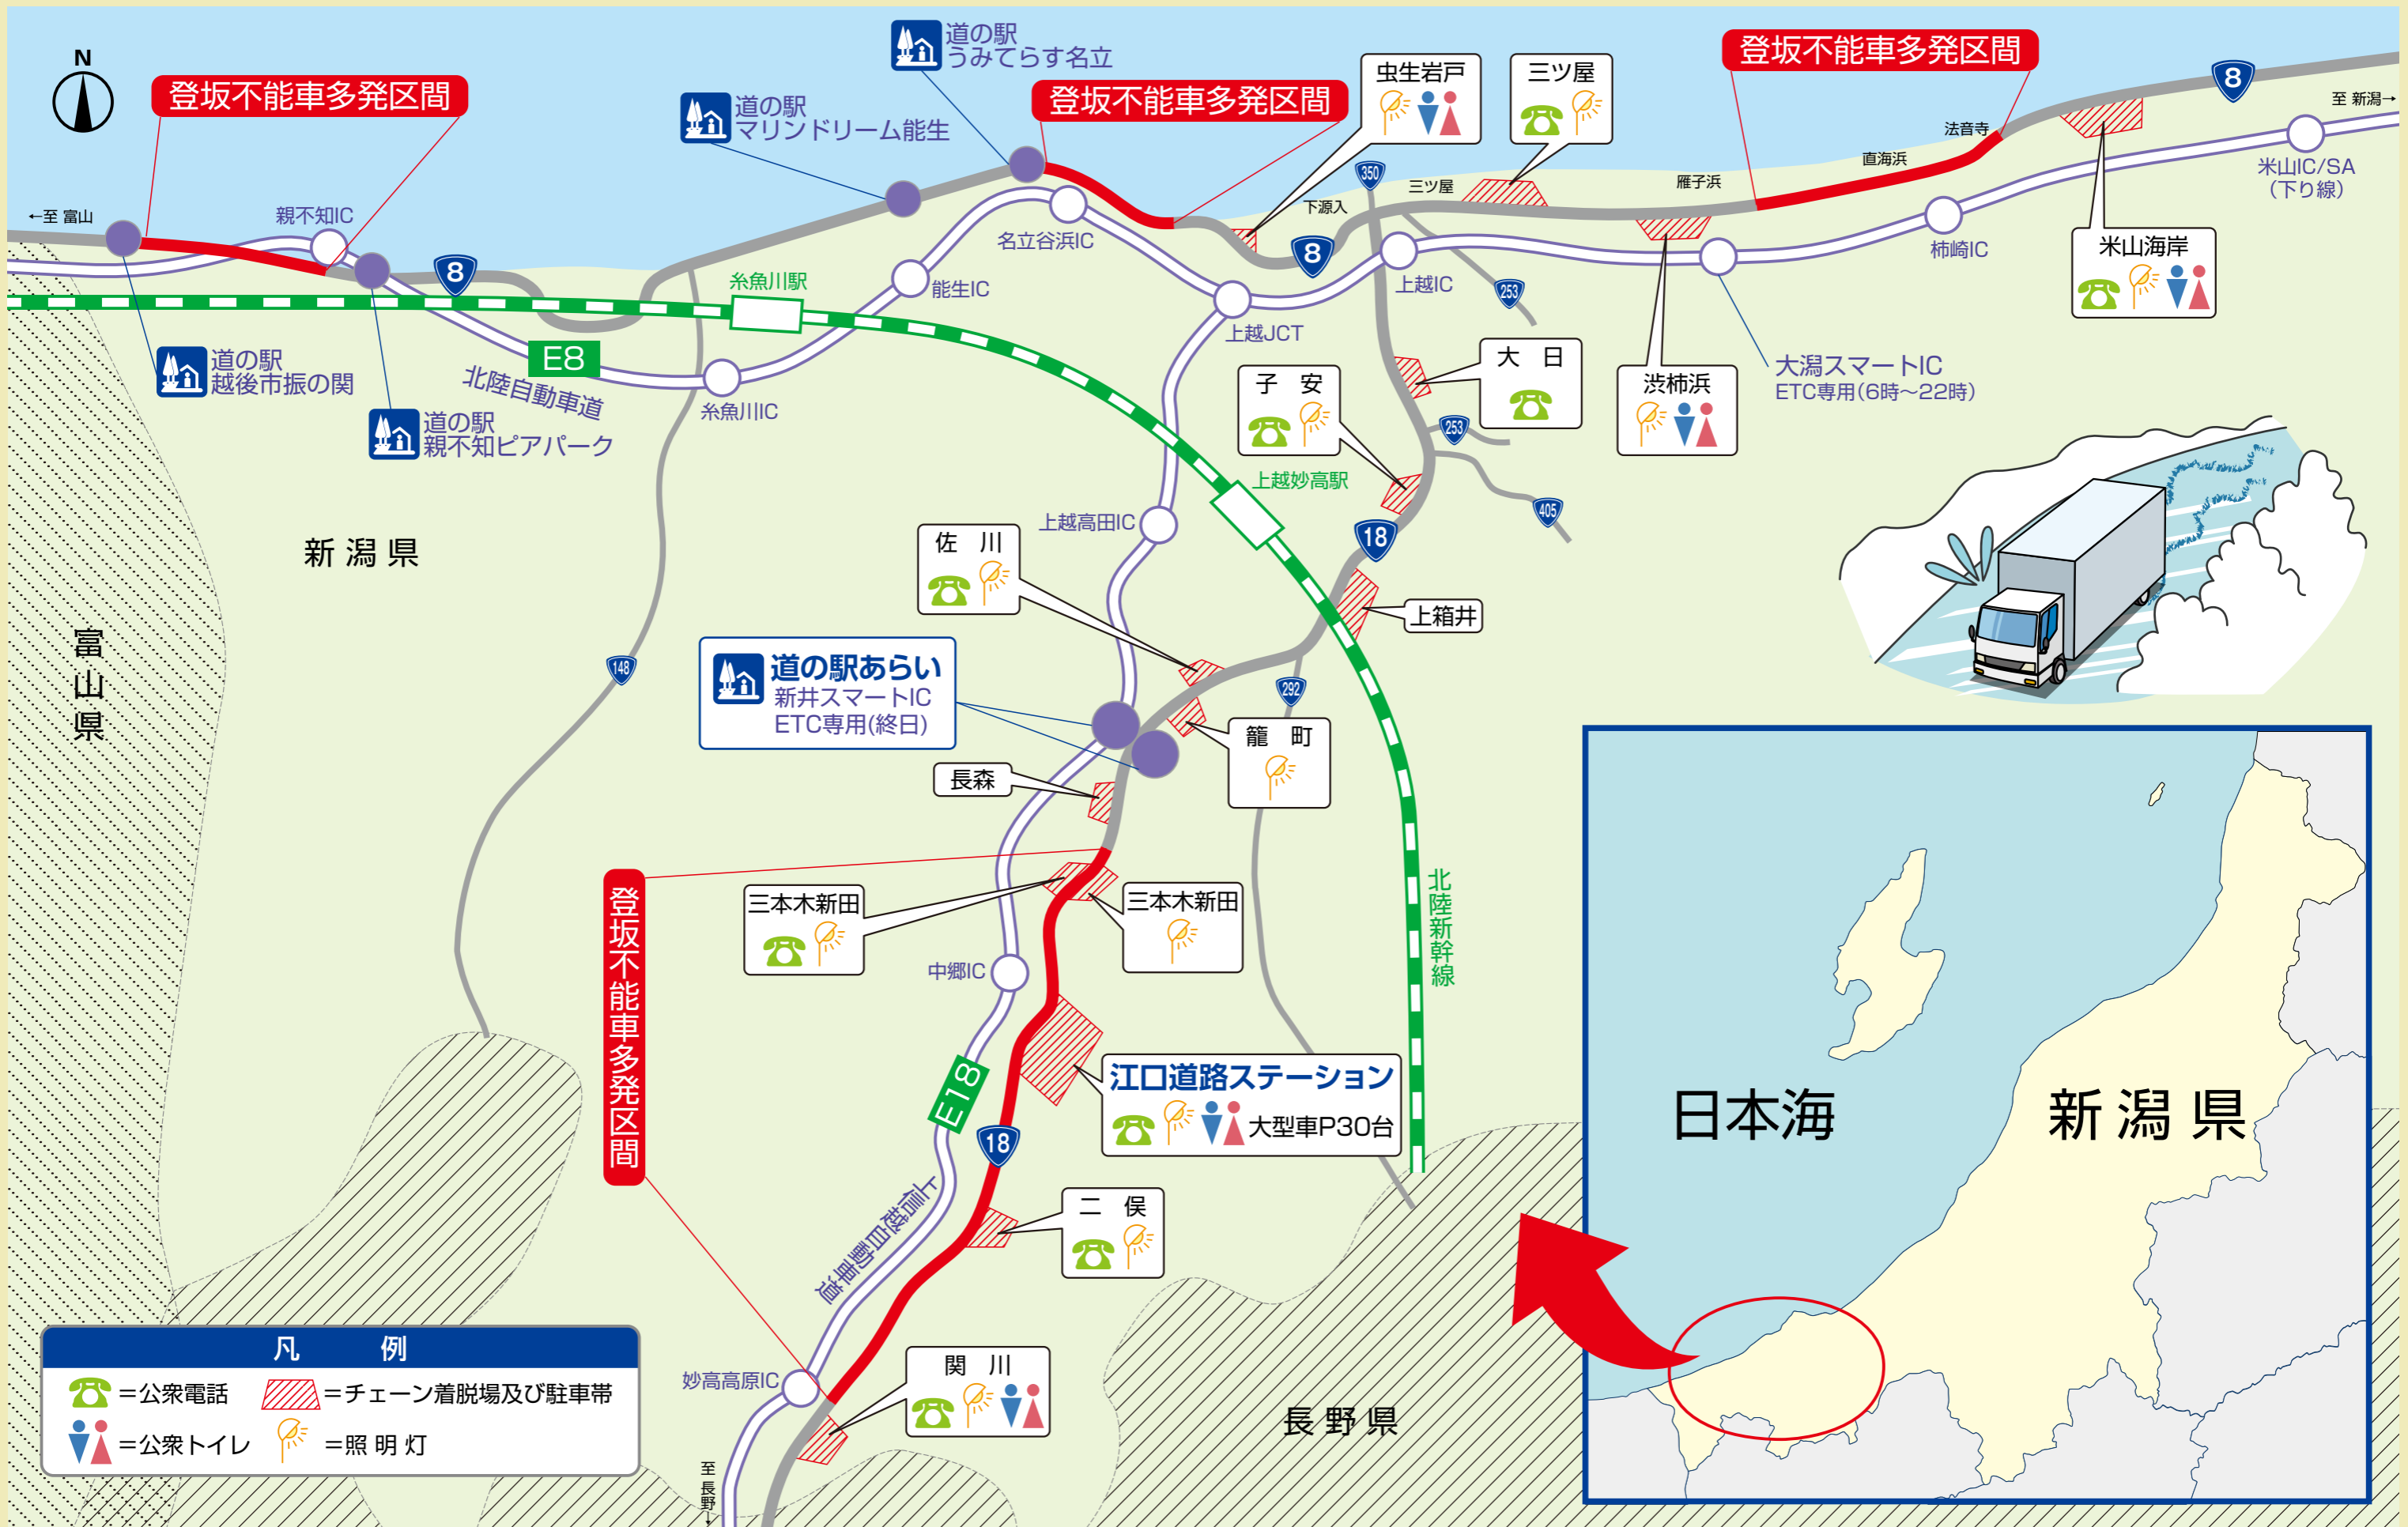 N
登坂不能車多発区間
道の駅
うみてらす名立
道の駅
マリンドリーム能生
登坂不能車多発区間
虫生岩戸
三ツ屋
登坂不能車多発区間
8
至 新潟→
法音寺
直海浜
雁子浜
三ツ屋
350
下源入
米山IC/SA
(下り線)
←至 富山
親不知IC
8
名立谷浜IC
8
上越IC
柿崎IC
米山海岸
糸魚川駅
能生IC
253
上越JCT
道の駅
越後市振の関
E8
北陸自動車道
糸魚川IC
道の駅
親不知ピアパーク
子 安
大 日
渋柿浜
大潟スマートIC
ETC専用(6時～22時)
253
上越妙高駅
405
上越高田IC
18
佐 川
新潟県
富山県
上箱井
148
道の駅あらい
新井スマートIC
ETC専用(終日)
292
籠 町
長森
登坂不能車多発区間
三本木新田
三本木新田
北陸新幹線
中郷IC
E18
江口道路ステーション
大型車P30台
18
上信越自動車道
二 俣
妙高高原IC
関 川
至 長野→
長野県
日本海
新潟県
凡 例
=公衆電話
=チェーン着脱場及び駐車帯
=公衆トイレ
=照明灯